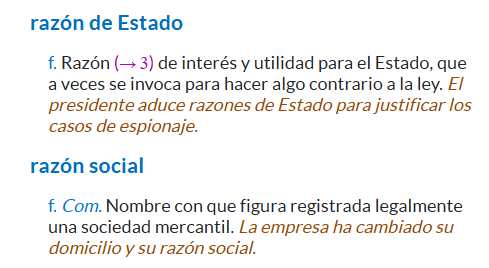 razón de Estado
f. Razón (→ 3) de interés y utilidad para el Estado, que
a veces se invoca para hacer algo contrario a la ley. El
presidente aduce razones de Estado para justificar los
casos de espionaje.
razón social
f. Com. Nombre con que figura registrada legalmente
una sociedad mercantil. La empresa ha cambiado su
domicilio y su razón social.